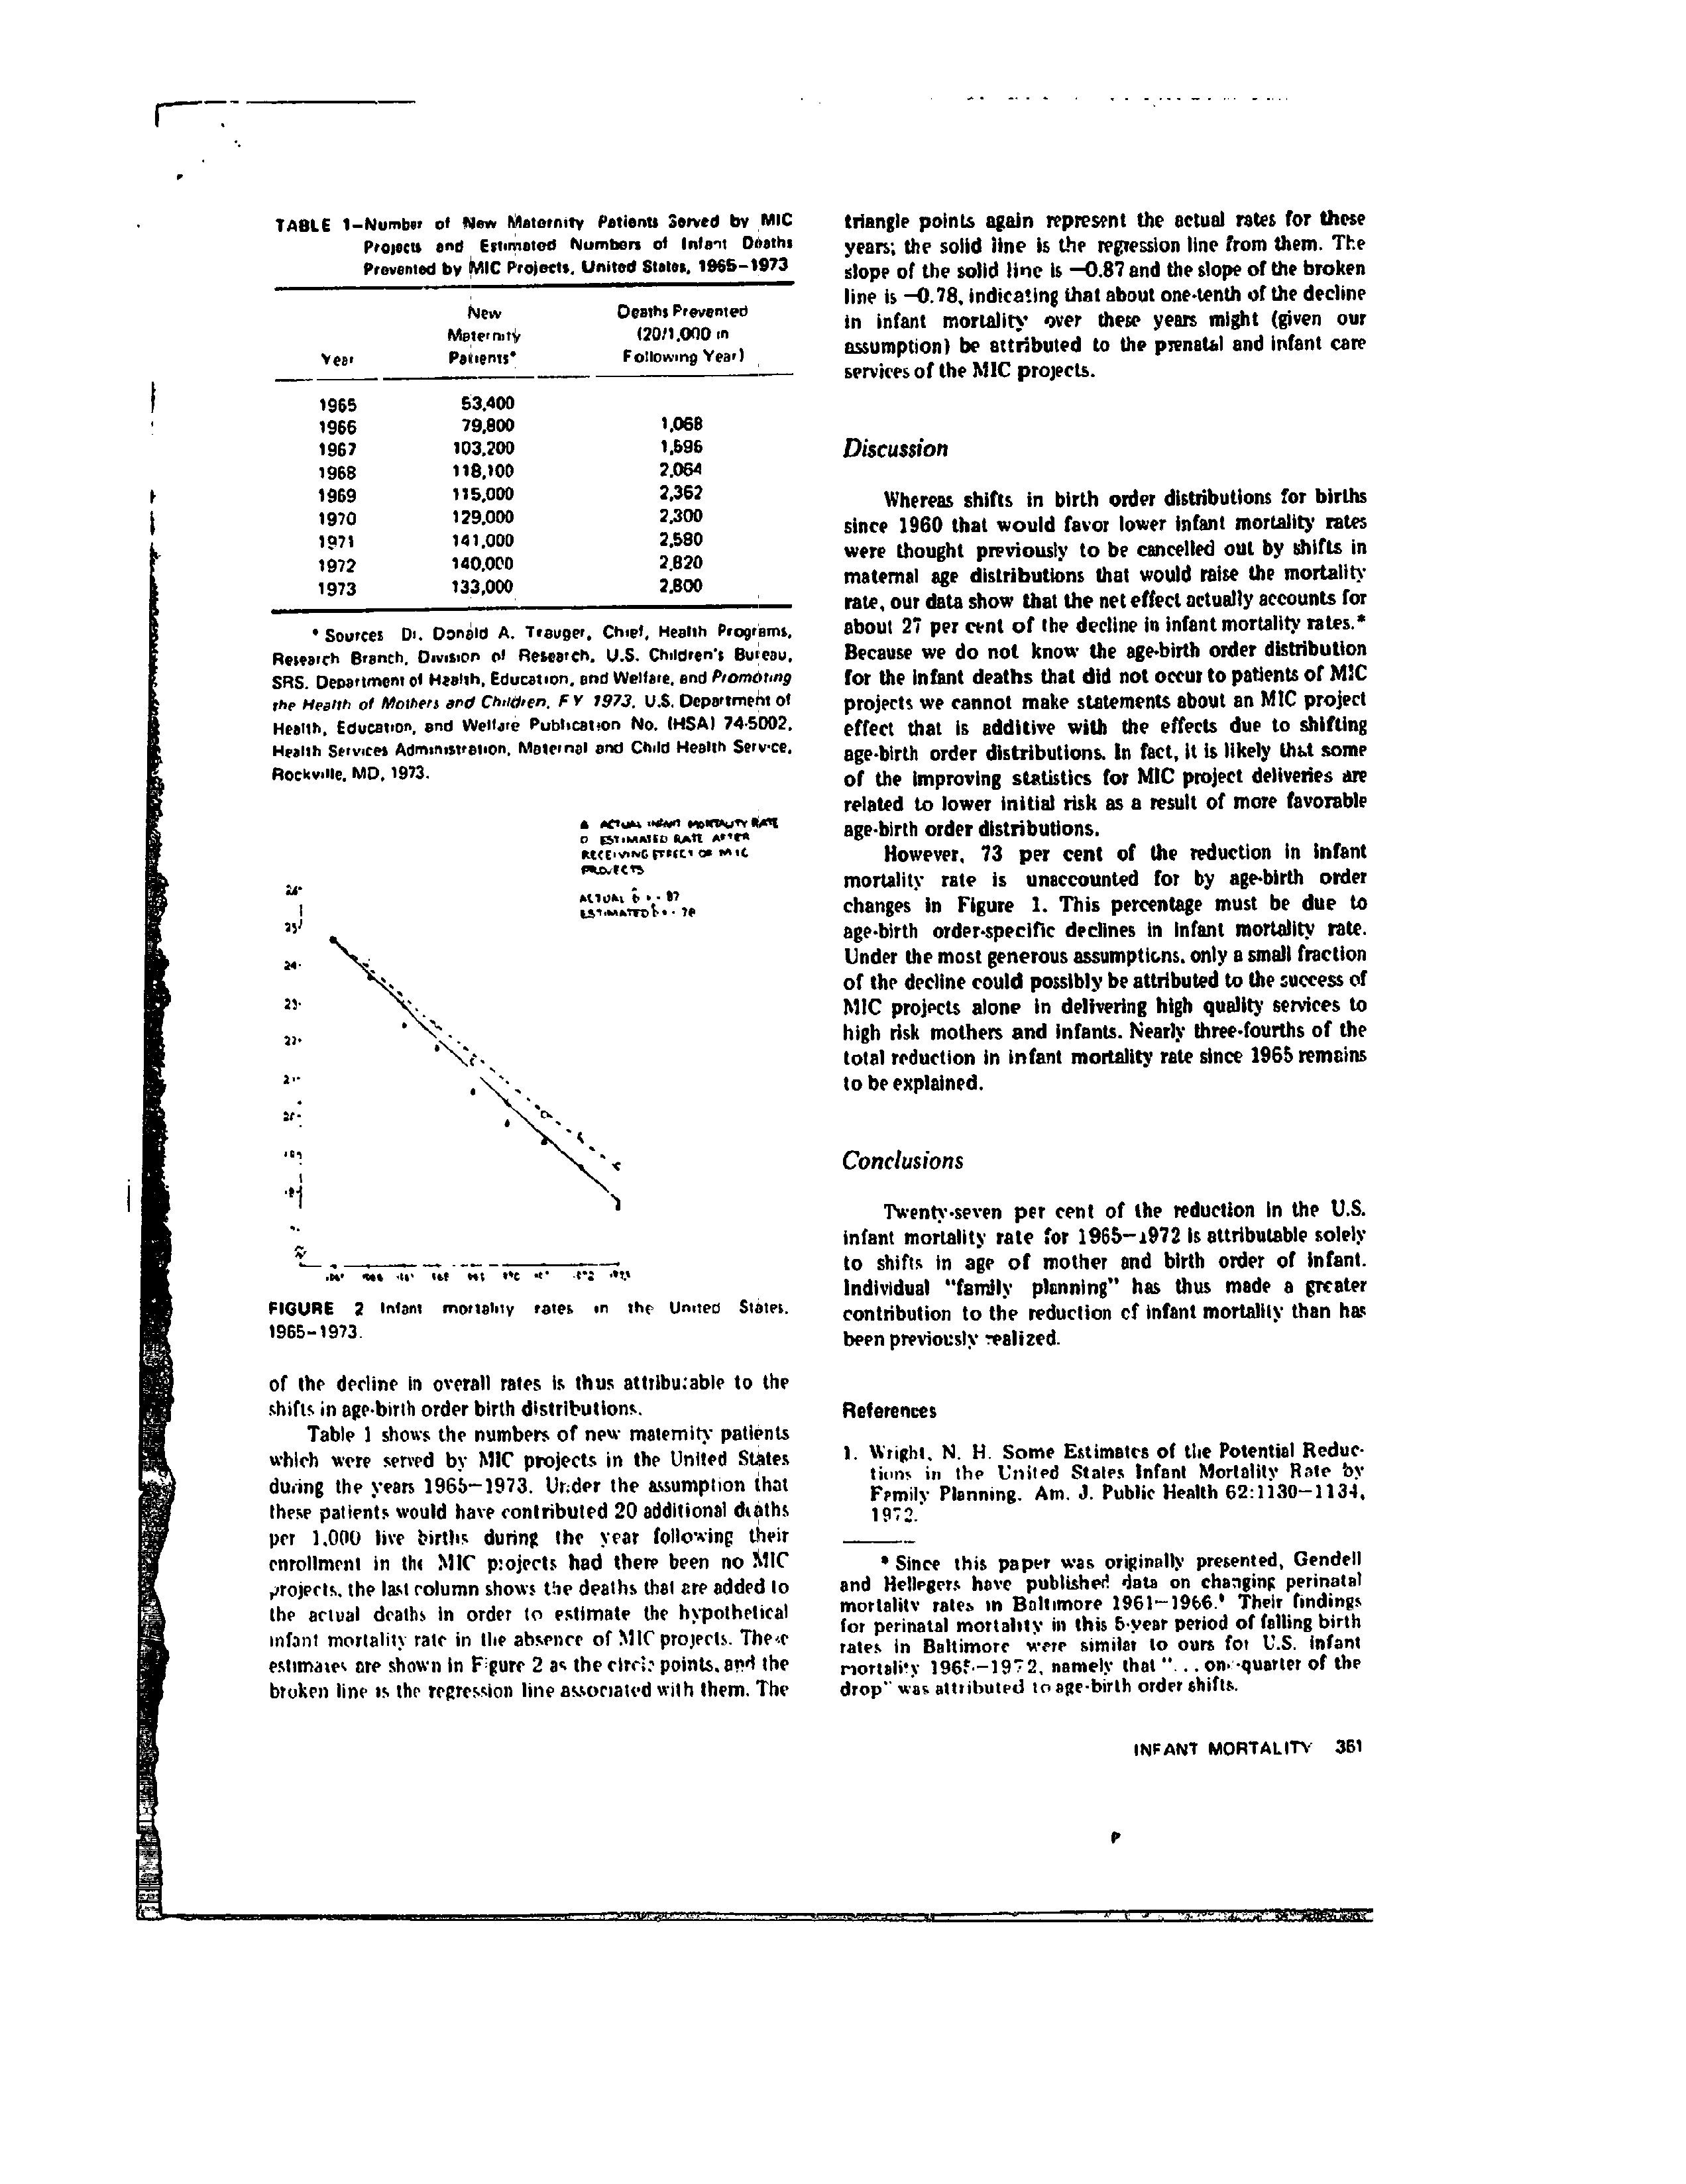 TABLE 1–Number of New Maternity Patients Served by MIC
Projects and Estimated Numbers of Infant Deaths
Prevented by MIC Projects, United States, 1965–1973
New Deaths Prevented
Maternity (20/1,000 in
Year Patients* Following Year)
1965 53,400
1966 79,800 1,068
1967 103,200 1,596
1968 118,100 2,064
1969 115,000 2,362
1970 129,000 2,300
1971 141,000 2,580
1972 140,000 2,820
1973 133,000 2,800
* Sources Dr. Donald A. Trauger, Chief, Health Programs,
Research Branch, Division of Research, U.S. Children's Bureau,
SRS. Department of Health, Education, and Welfare, and Promoting
the Health of Mothers and Children, FY 1973, U.S. Department of
Health, Education, and Welfare Publication No. (HSA) 74-5002,
Health Services Administration, Maternal and Child Health Service,
Rockville, MD, 1973.
ACTUAL INFANT MORTALITY RATE
ESTIMATED RATE AFTER
RECEIVING EFFECT OF MIC
PROJECTS
ACTUAL b = -.87
ESTIMATED b = -.78
25
24
23
22
FIGURE 2 Infant mortality rates in the United States,
1965–1973.
of the decline in overall rates is thus attributable to the
shifts in age-birth order birth distributions.
Table 1 shows the numbers of new maternity patients
which were served by MIC projects in the United States
during the years 1965–1973. Under the assumption that
these patients would have contributed 20 additional deaths
per 1,000 live births during the year following their
enrollment in the MIC projects had there been no MIC
projects, the last column shows the deaths that are added to
the actual deaths in order to estimate the hypothetical
infant mortality rate in the absence of MIC projects. These
estimates are shown in Figure 2 as the circle points, and the
broken line is the regression line associated with them. The
triangle points again represent the actual rates for these
years; the solid line is the regression line from them. The
slope of the solid line is —0.87 and the slope of the broken
line is —0.78, indicating that about one-tenth of the decline
in infant mortality over these years might (given our
assumption) be attributed to the prenatal and infant care
services of the MIC projects.
Discussion
Whereas shifts in birth order distributions for births
since 1960 that would favor lower infant mortality rates
were thought previously to be cancelled out by shifts in
maternal age distributions that would raise the mortality
rate, our data show that the net effect actually accounts for
about 27 per cent of the decline in infant mortality rates.*
Because we do not know the age-birth order distribution
for the infant deaths that did not occur to patients of MIC
projects we cannot make statements about an MIC project
effect that is additive with the effects due to shifting
age-birth order distributions. In fact, it is likely that some
of the improving statistics for MIC project deliveries are
related to lower initial risk as a result of more favorable
age-birth order distributions.
However, 73 per cent of the reduction in infant
mortality rate is unaccounted for by age-birth order
changes in Figure 1. This percentage must be due to
age-birth order-specific declines in infant mortality rate.
Under the most generous assumptions, only a small fraction
of the decline could possibly be attributed to the success of
MIC projects alone in delivering high quality services to
high risk mothers and infants. Nearly three-fourths of the
total reduction in infant mortality rate since 1965 remains
to be explained.
Conclusions
Twenty-seven per cent of the reduction in the U.S.
infant mortality rate for 1965–1972 is attributable solely
to shifts in age of mother and birth order of infant.
Individual "family planning" has thus made a greater
contribution to the reduction of infant mortality than has
been previously realized.
References
1. Wright, N. H. Some Estimates of the Potential Reduc-
tions in the United States Infant Mortality Rate by
Family Planning. Am. J. Public Health 62:1130–1134,
1972.
* Since this paper was originally presented, Gendell
and Hellegers have published data on changing perinatal
mortality rates in Baltimore 1961–1966. Their findings
for perinatal mortality in this 5-year period of falling birth
rates in Baltimore were similar to ours for U.S. infant
mortality 1965–1972, namely that "... one-quarter of the
drop" was attributed to age-birth order shifts.
INFANT MORTALITY 361